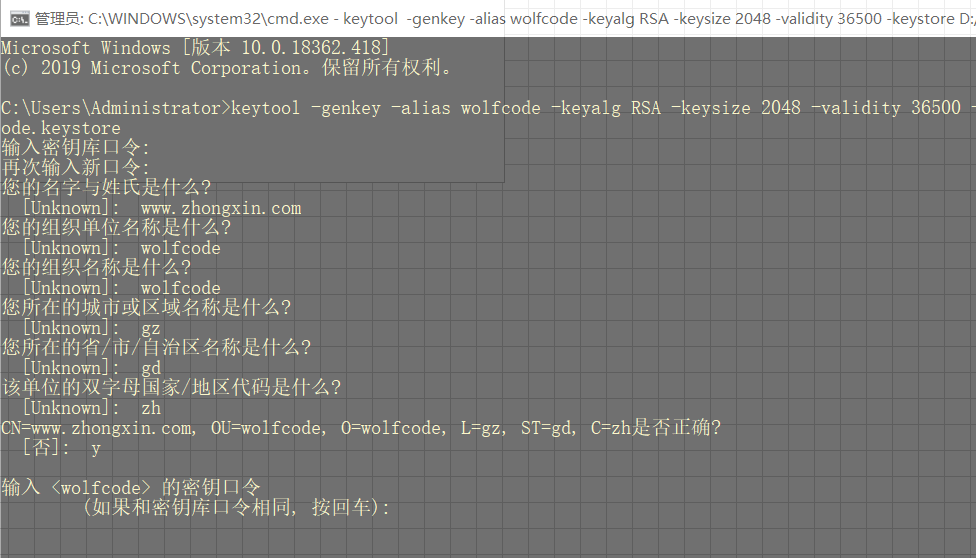 管理员: C:\WINDOWS\system32\cmd.exe - keytool  -genkey -alias wolfcode -keyalg RSA -keysize 2048 -validity 36500 -keystore D:/
Microsoft Windows [版本 10.0.18362.418]
(c) 2019 Microsoft Corporation。保留所有权利。
C:\Users\Administrator>keytool -genkey -alias wolfcode -keyalg RSA -keysize 2048 -validity 36500 -
ode.keystore
输入密钥库口令:
再次输入新口令:
您的名字与姓氏是什么?
[Unknown]:  www.zhongxin.com
您的组织单位名称是什么?
[Unknown]:  wolfcode
您的组织名称是什么?
[Unknown]:  wolfcode
您所在的城市或区域名称是什么?
[Unknown]:  gz
您所在的省/市/自治区名称是什么?
[Unknown]:  gd
该单位的双字母国家/地区代码是什么?
[Unknown]:  zh
CN=www.zhongxin.com, OU=wolfcode, O=wolfcode, L=gz, ST=gd, C=zh是否正确?
[否]:  y
输入 <wolfcode> 的密钥口令
(如果和密钥库口令相同, 按回车):